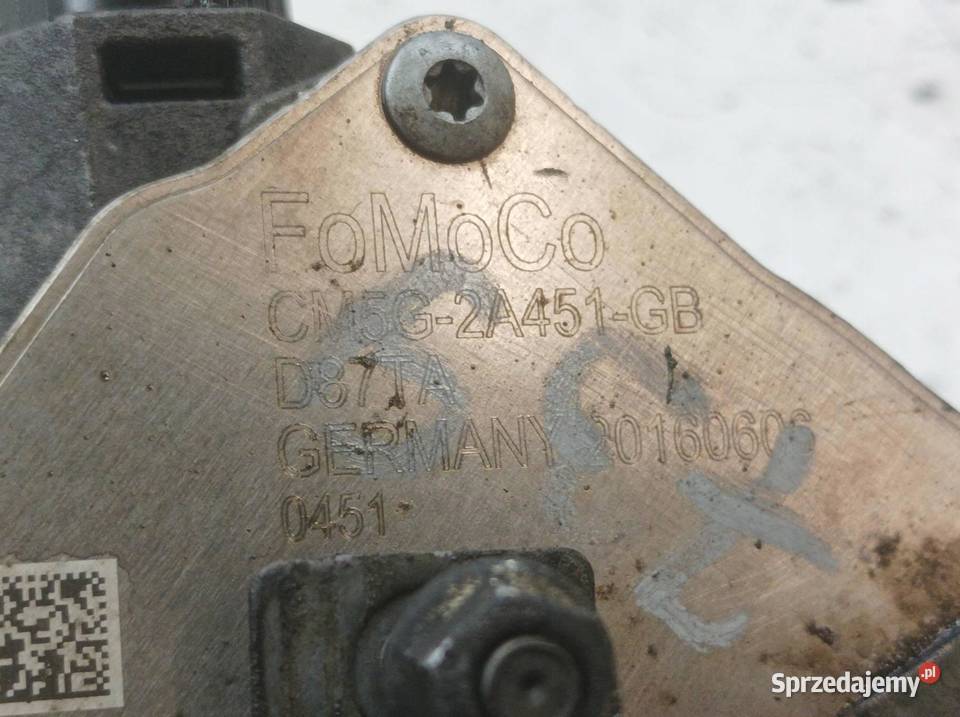 FoMoCo
CM5G-2A451-GB
D87TA
GERMANY 20160606
0451
Sprzedajemy.pl